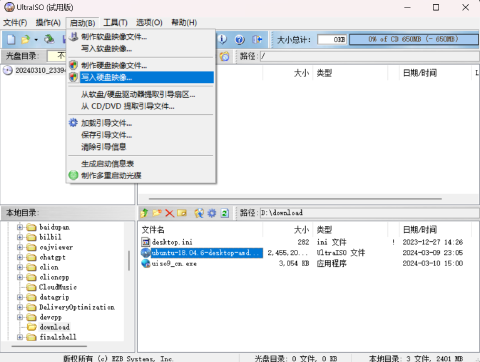 UltraISO (试用版)
文件(F) 操作(A) 启动(B) 工具(T) 选项(O) 帮助(H)
大小总计: 0KB 0% of CD 650MB (- 650MB)
光盘目录: 不 路径: /
20240310_2339
大小 类型 日期/时间
制作软盘映像文件...
写入软盘映像...
制作硬盘映像文件...
写入硬盘映像...
从软盘/硬盘驱动器提取引导扇区...
从 CD/DVD 提取引导文件...
加载引导文件...
保存引导文件...
清除引导信息
生成启动信息表
制作多重启动光碟
本地目录: 路径: D:\download
baidupan
bilbil
cajviewer
chatgpt
clion
clioncpp
CloudMusic
datagrip
DeliveryOptimization
devcpp
download
finalshell
文件名 大小 类型 日期/时间
desktop.ini 282 ini 文件 ! 2023-12-27 14:26
ubuntu-18.04.6-desktop-amd... 2,455,20... UltraISO 文件 2024-03-09 23:05
uiso9_cn.exe 3,054 KB 应用程序 2024-03-10 15:00
版权所有 (c) EZB Systems, Inc. 光盘目录: 0 文件, 0 KB 本地目录: 3 文件, 2401 MB